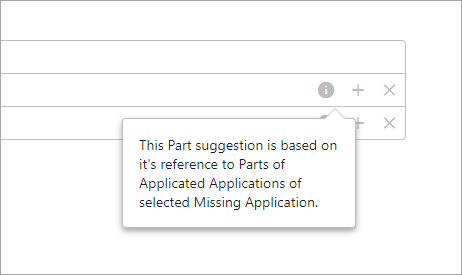 This Part suggestion is based on
it's reference to Parts of
Applicated Applications of
selected Missing Application.